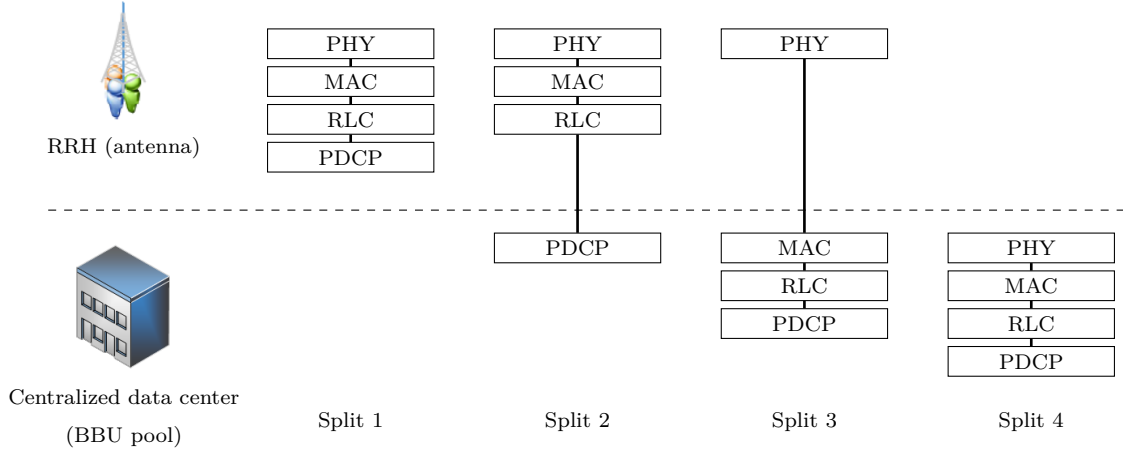 PHY PHY PHY
MAC MAC
RLC RLC
RRH (antenna)
PDCP
PDCP MAC PHY
RLC MAC
PDCP RLC
PDCP
Centralized data center
(BBU pool)
Split 1 Split 2 Split 3 Split 4